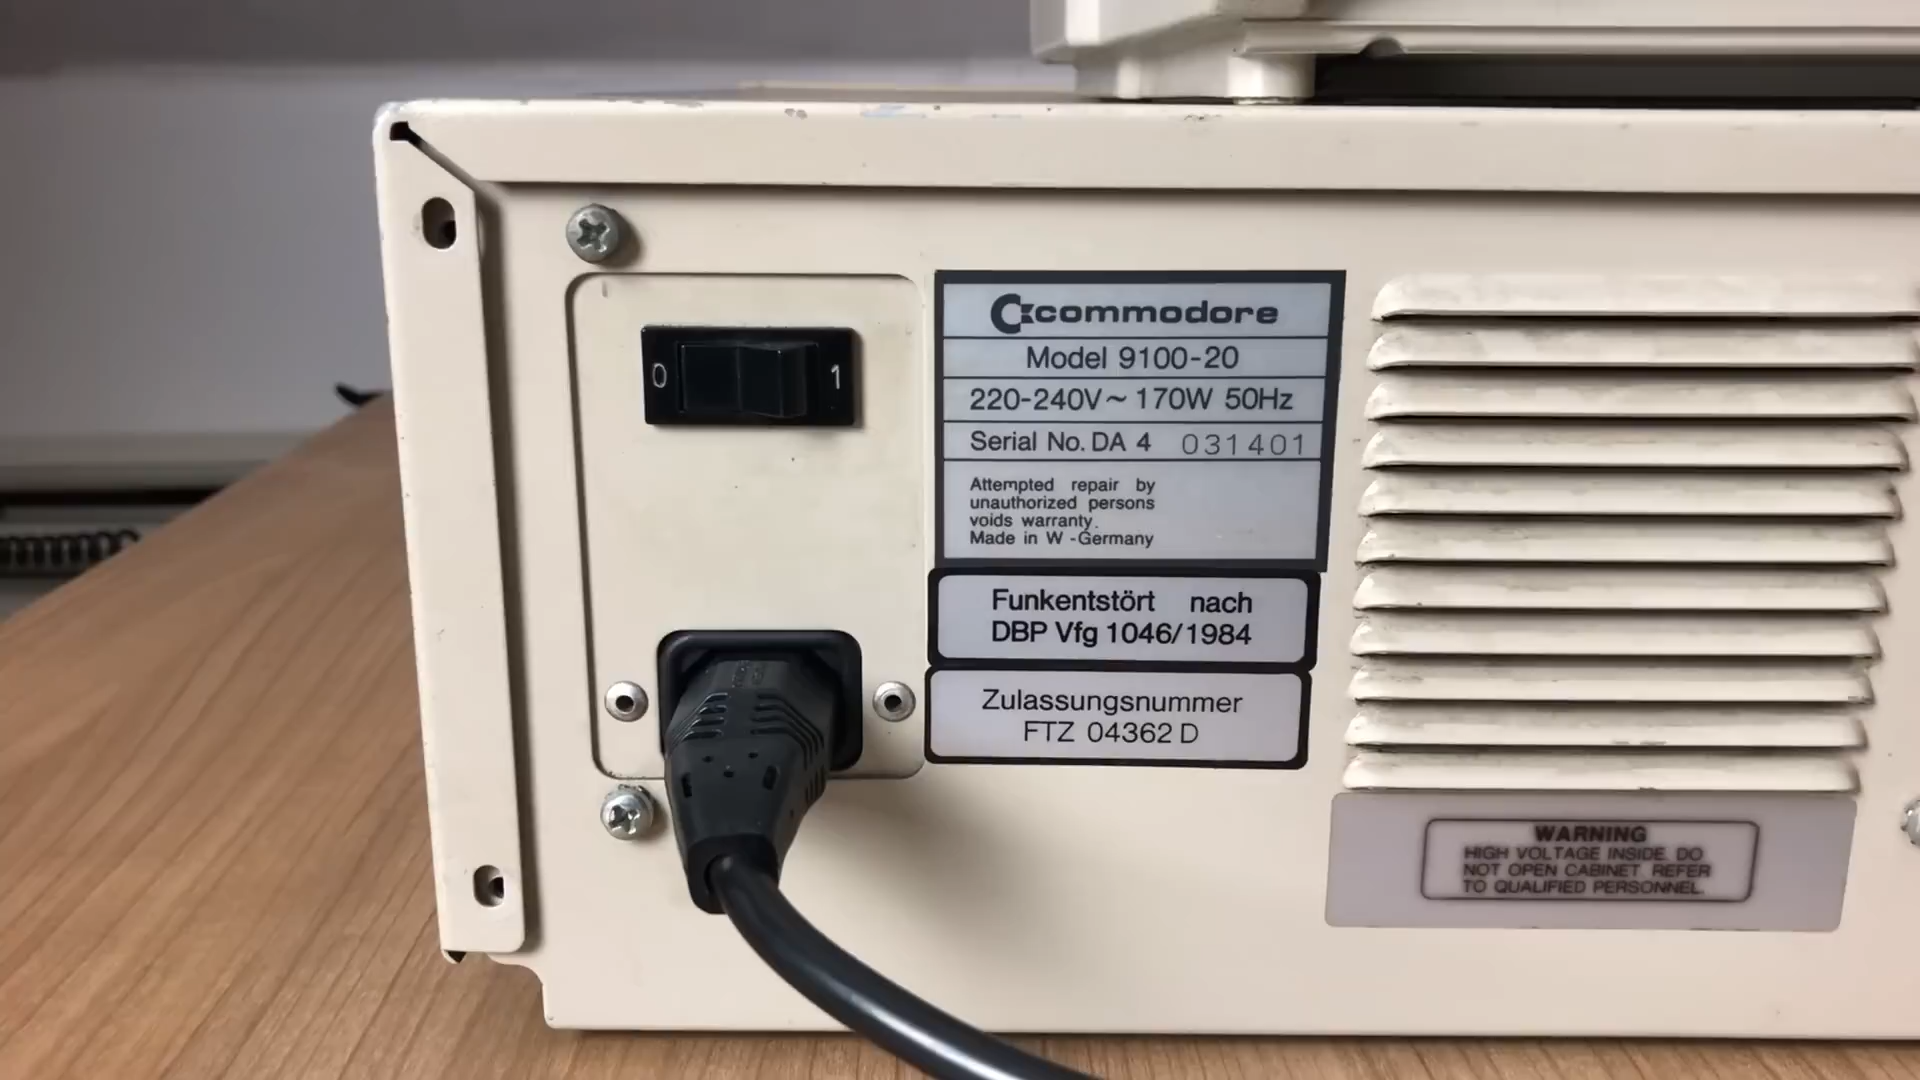 0
1
commodore
Model 9100-20
220-240V~ 170W 50Hz
Serial No. DA 4 031401
Attempted repair by
unauthorized persons
voids warranty.
Made in W-Germany
Funkentstört nach
DBP Vfg 1046/1984
Zulassungsnummer
FTZ 04362 D
WARNING
HIGH VOLTAGE INSIDE. DO
NOT OPEN CABINET. REFER
TO QUALIFIED PERSONNEL.